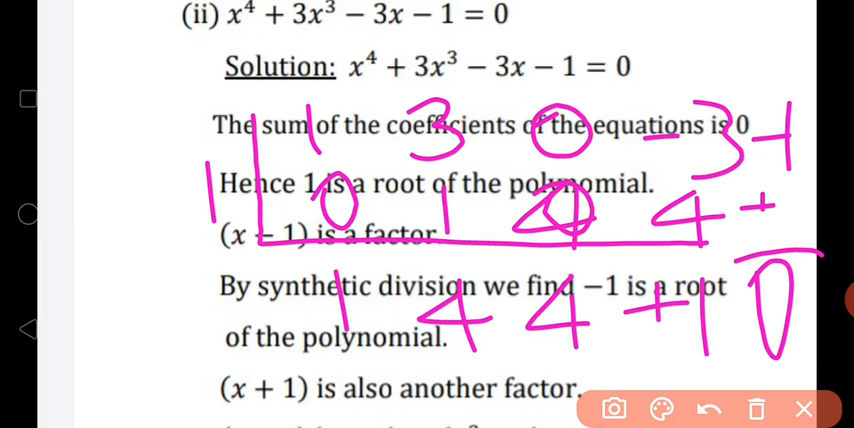 (ii) x⁴ + 3x³ − 3x − 1 = 0
Solution: x⁴ + 3x³ − 3x − 1 = 0
The sum of the coefficients of the equations is 0
1 3 0 -3 -1
Hence 1 is a root of the polynomial.
1 0 1 4 4 +
(x − 1) is a factor
By synthetic division we find −1 is a root
1 4 4 +1 0
of the polynomial.
(x + 1) is also another factor.